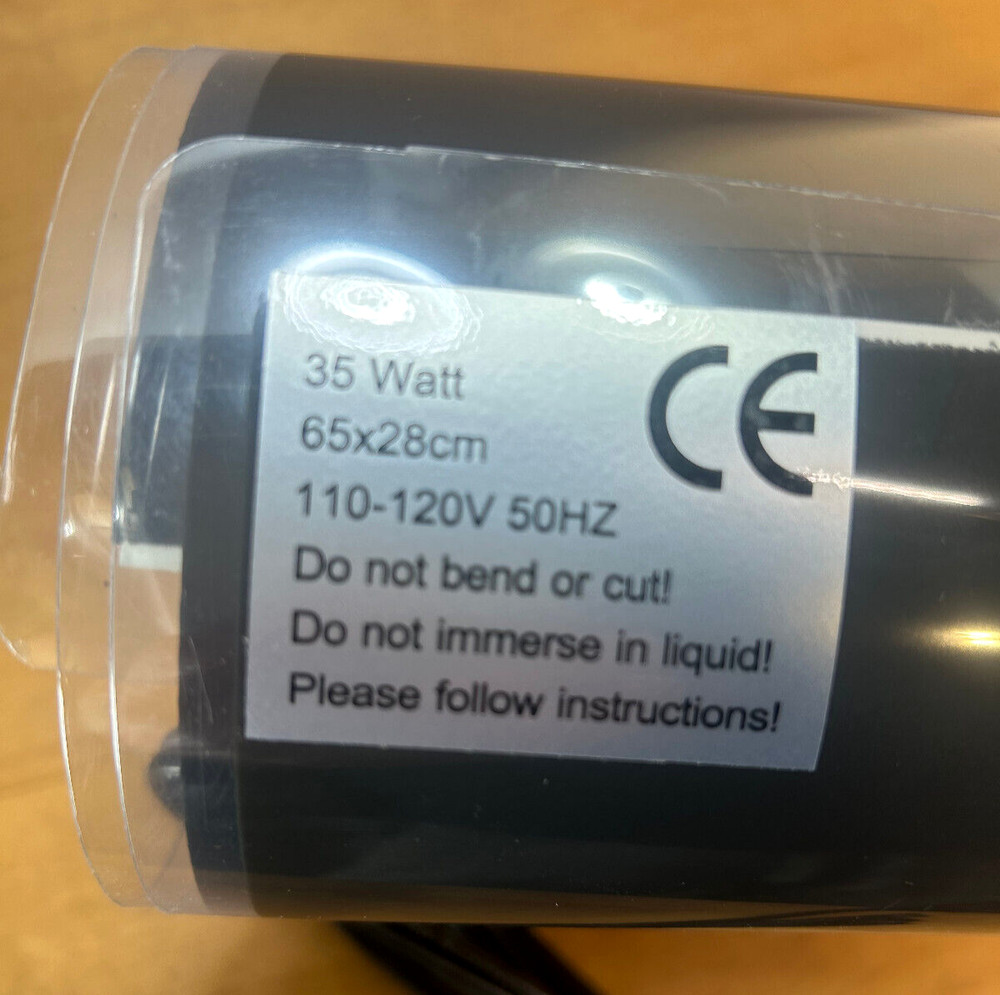 35 Watt
65x28cm
110-120V 50HZ
Do not bend or cut!
Do not immerse in liquid!
Please follow instructions!
CE